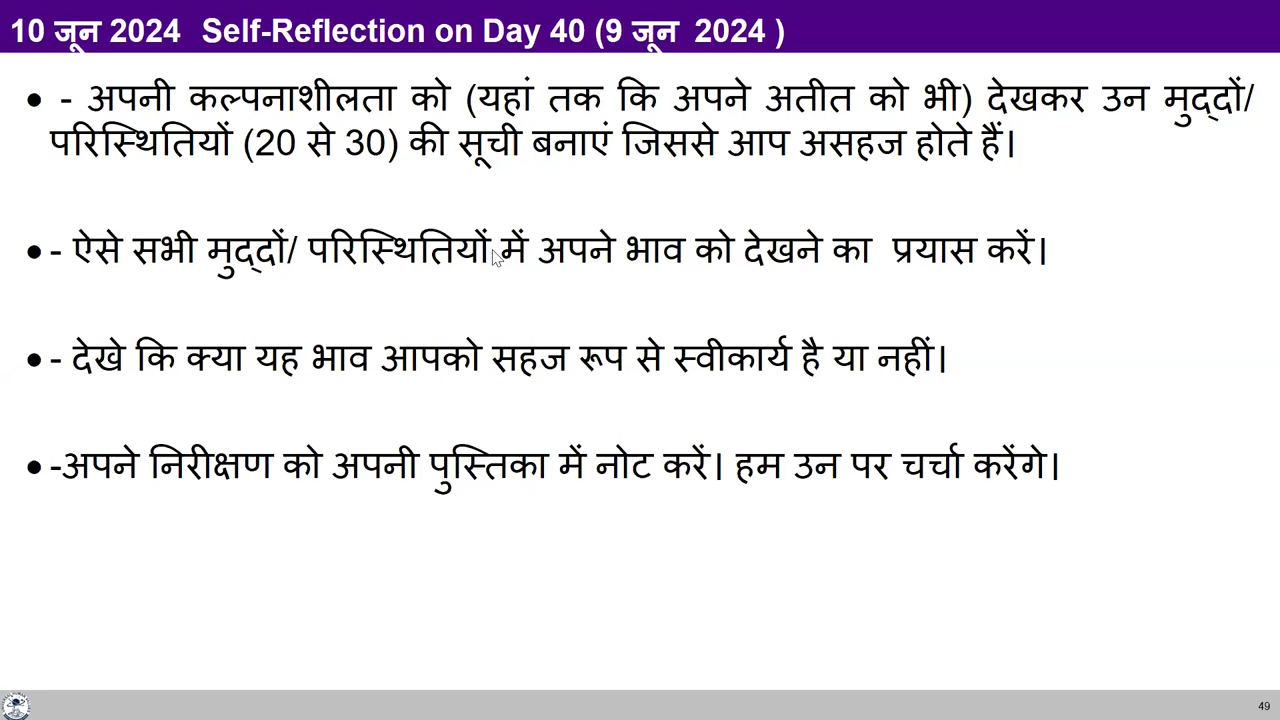 10 जून 2024 Self-Reflection on Day 40 (9 जून 2024 )
• - अपनी कल्पनाशीलता को (यहां तक कि अपने अतीत को भी) देखकर उन मुद्दों/
परिस्थितियों (20 से 30) की सूची बनाएं जिससे आप असहज होते हैं।
• - ऐसे सभी मुद्दों/ परिस्थितियों में अपने भाव को देखने का प्रयास करें।
• - देखे कि क्या यह भाव आपको सहज रूप से स्वीकार्य है या नहीं।
• -अपने निरीक्षण को अपनी पुस्तिका में नोट करें। हम उन पर चर्चा करेंगे।
49